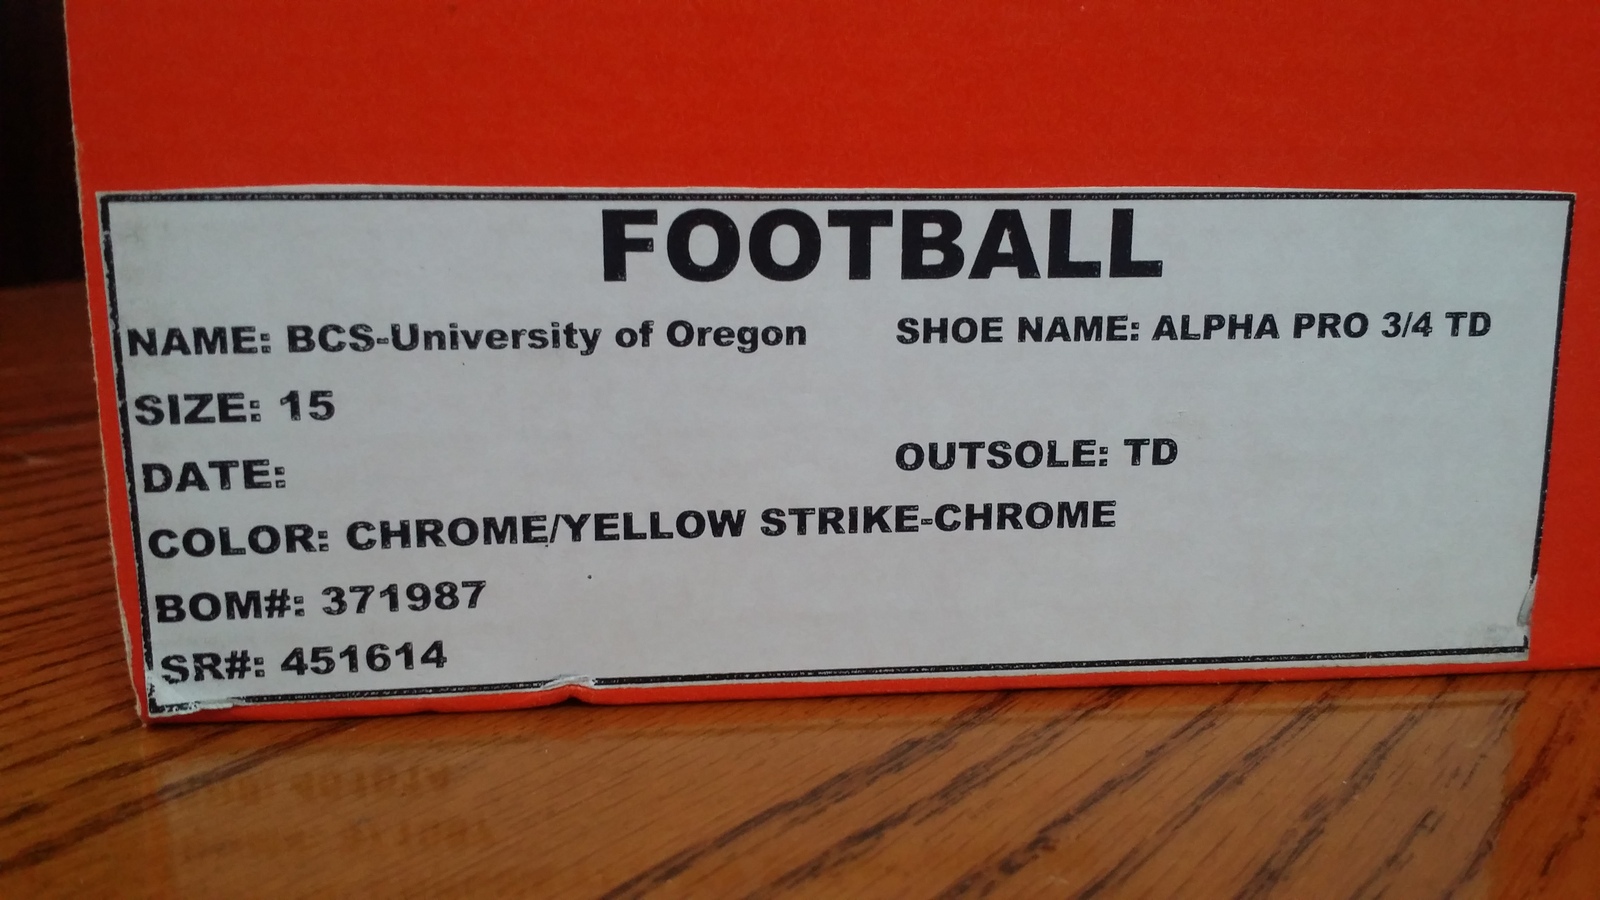 FOOTBALL
NAME: BCS-University of Oregon SHOE NAME: ALPHA PRO 3/4 TD
SIZE: 15
OUTSOLE: TD
DATE:
COLOR: CHROME/YELLOW STRIKE-CHROME
BOM#: 371987
SR#: 451614